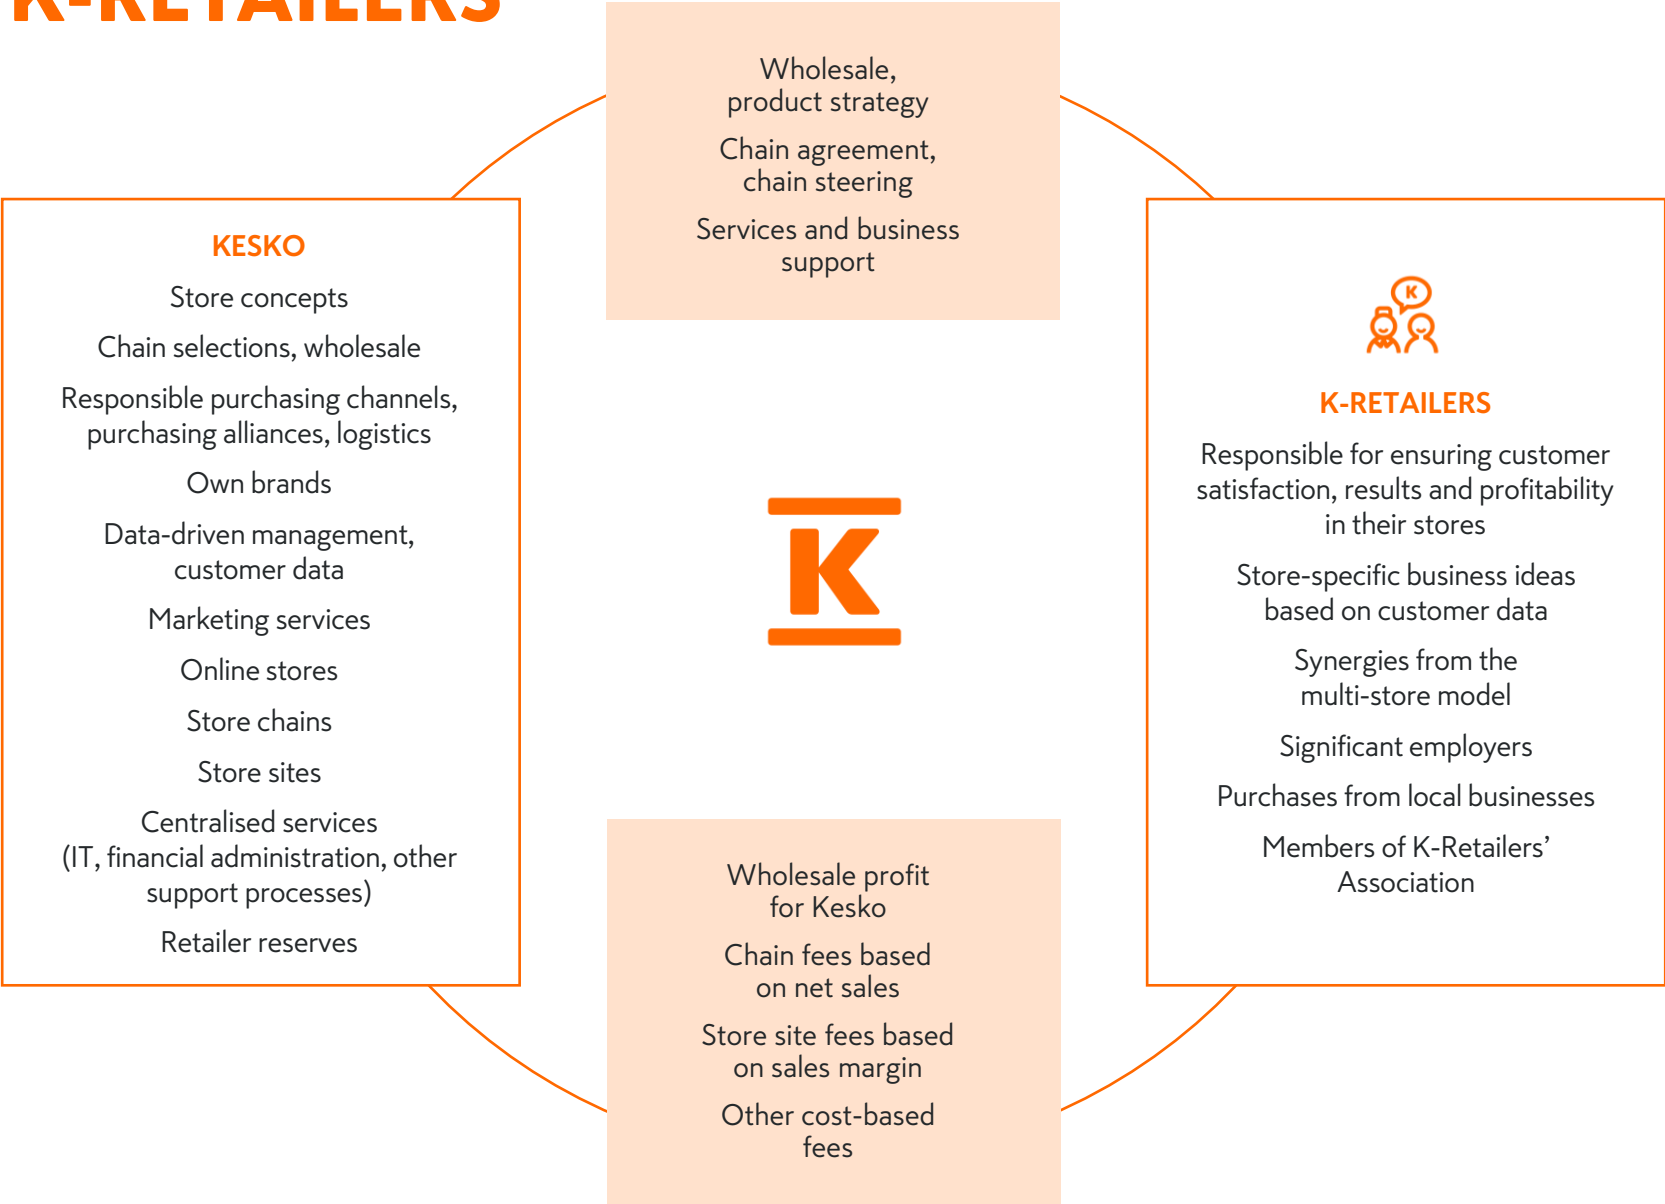 K-RETAILERS
Wholesale,
product strategy
Chain agreement,
chain steering
Services and business
support
KESKO
Store concepts
Chain selections, wholesale
Responsible purchasing channels,
purchasing alliances, logistics
Own brands
Data-driven management,
customer data
Marketing services
Online stores
Store chains
Store sites
Centralised services
(IT, financial administration, other
support processes)
Retailer reserves
K
K
K-RETAILERS
Responsible for ensuring customer
satisfaction, results and profitability
in their stores
Store-specific business ideas
based on customer data
Synergies from the
multi-store model
Significant employers
Purchases from local businesses
Members of K-Retailers’
Association
Wholesale profit
for Kesko
Chain fees based
on net sales
Store site fees based
on sales margin
Other cost-based
fees